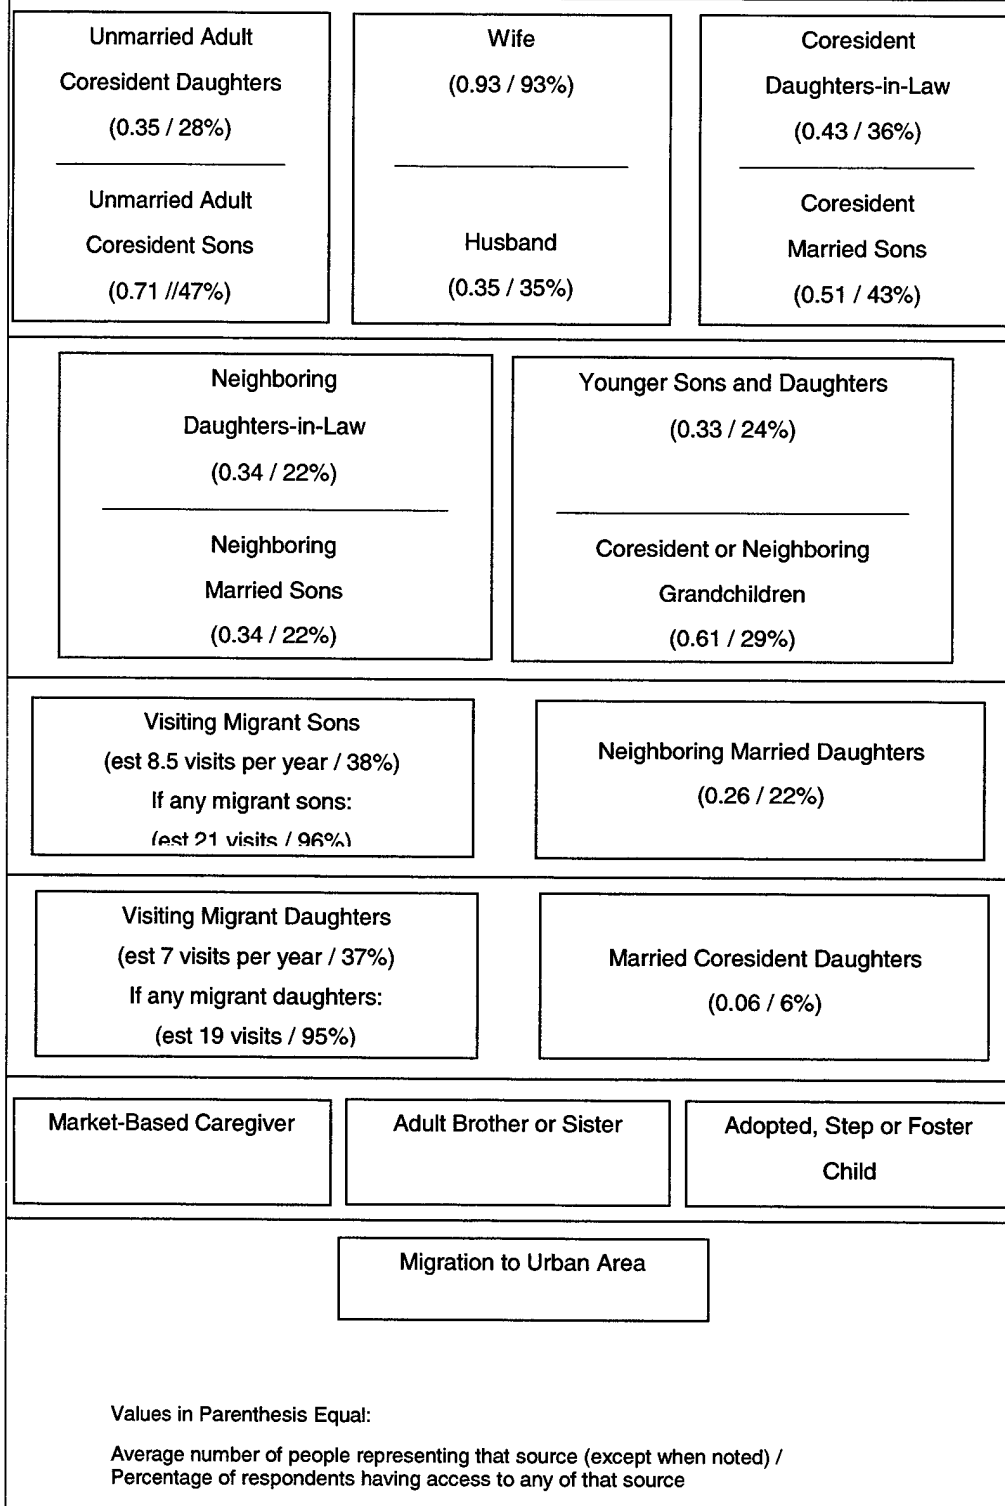 Unmarried Adult
Coresident Daughters
(0.35 / 28%)
Unmarried Adult
Coresident Sons
(0.71 //47%)
Wife
(0.93 / 93%)
Husband
(0.35 / 35%)
Coresident
Daughters-in-Law
(0.43 / 36%)
Coresident
Married Sons
(0.51 / 43%)
Neighboring
Daughters-in-Law
(0.34 / 22%)
Neighboring
Married Sons
(0.34 / 22%)
Younger Sons and Daughters
(0.33 / 24%)
Coresident or Neighboring
Grandchildren
(0.61 / 29%)
Visiting Migrant Sons
(est 8.5 visits per year / 38%)
If any migrant sons:
(est 21 visits / 96%)
Neighboring Married Daughters
(0.26 / 22%)
Visiting Migrant Daughters
(est 7 visits per year / 37%)
If any migrant daughters:
(est 19 visits / 95%)
Married Coresident Daughters
(0.06 / 6%)
Market-Based Caregiver
Adult Brother or Sister
Adopted, Step or Foster
Child
Migration to Urban Area
Values in Parenthesis Equal:
Average number of people representing that source (except when noted) /
Percentage of respondents having access to any of that source